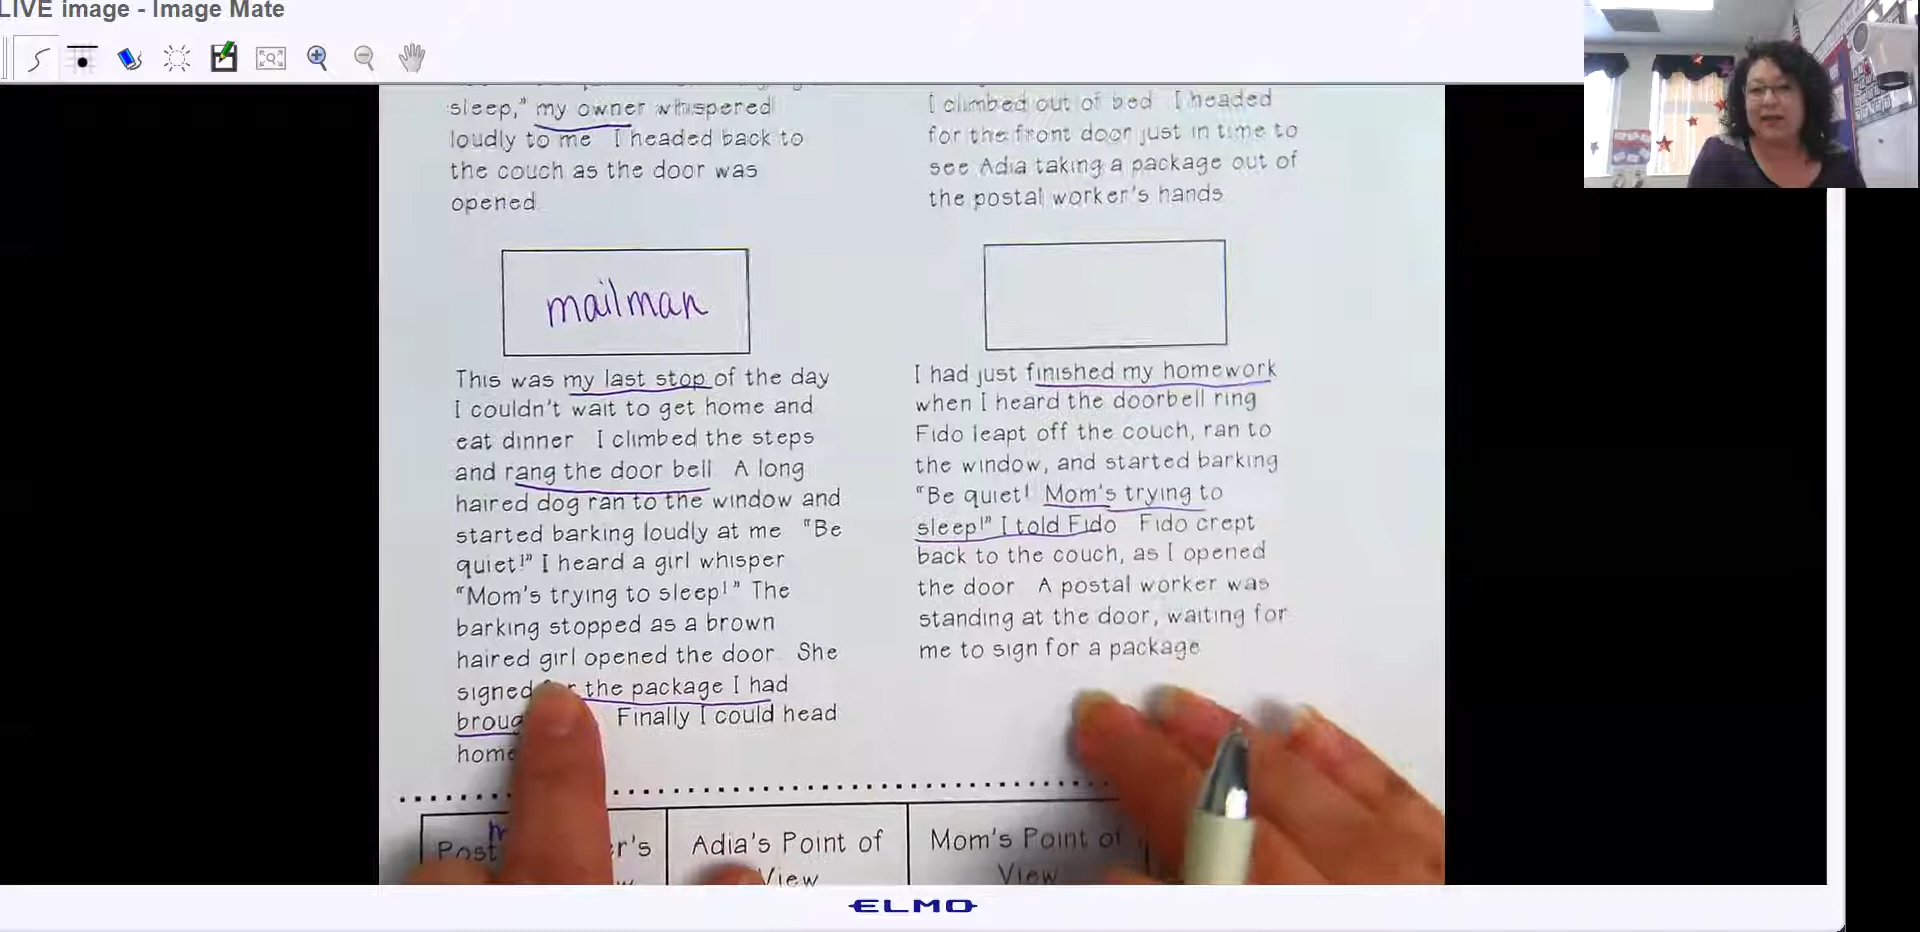 LIVE image - Image Mate
sleep," my owner whispered
loudly to me I headed back to
the couch as the door was
opened
I climbed out of bed I headed
for the front door just in time to
see Adia taking a package out of
the postal worker's hands
mailman
This was my last stop of the day
I couldn't wait to get home and
eat dinner I climbed the steps
and rang the door bell A long
haired dog ran to the window and
started barking loudly at me "Be
quiet!" I heard a girl whisper
"Mom's trying to sleep!" The
barking stopped as a brown
haired girl opened the door She
signed the package I had
Finally I could head
home
I had just finished my homework
when I heard the doorbell ring
Fido leapt off the couch, ran to
the window, and started barking
"Be quiet! Mom's trying to
sleep!" I told Fido Fido crept
back to the couch, as I opened
the door A postal worker was
standing at the door, waiting for
me to sign for a package
Post er's
Adia's Point of
View
Mom's Point of
View
ELMO